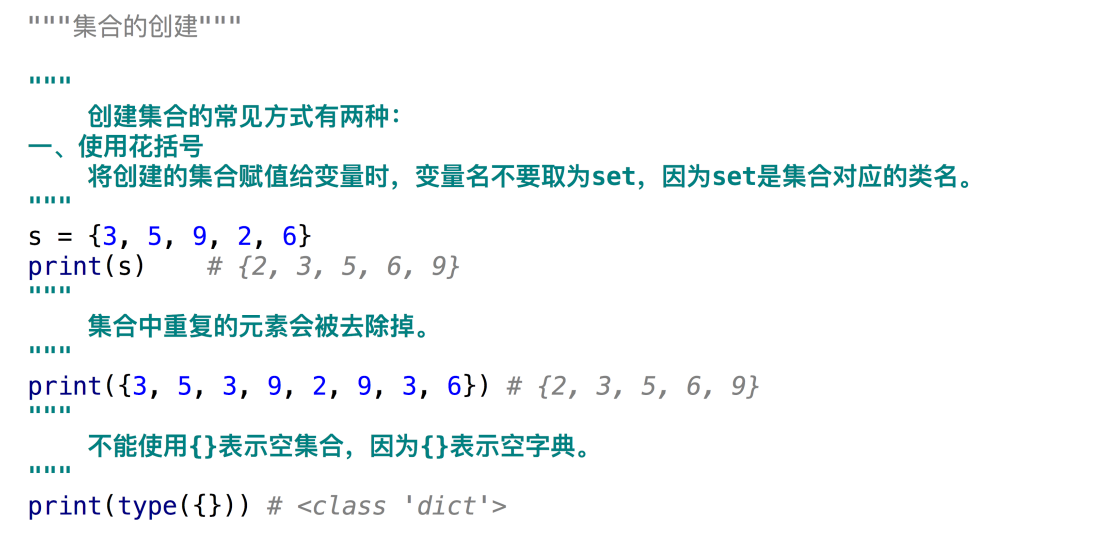 """集合的创建"""
"""
创建集合的常见方式有两种：
一、使用花括号
将创建的集合赋值给变量时，变量名不要取为set，因为set是集合对应的类名。
"""
s = {3, 5, 9, 2, 6}
print(s)    # {2, 3, 5, 6, 9}
"""
集合中重复的元素会被去除掉。
"""
print({3, 5, 3, 9, 2, 9, 3, 6}) # {2, 3, 5, 6, 9}
"""
不能使用{}表示空集合，因为{}表示空字典。
"""
print(type({})) # <class 'dict'>